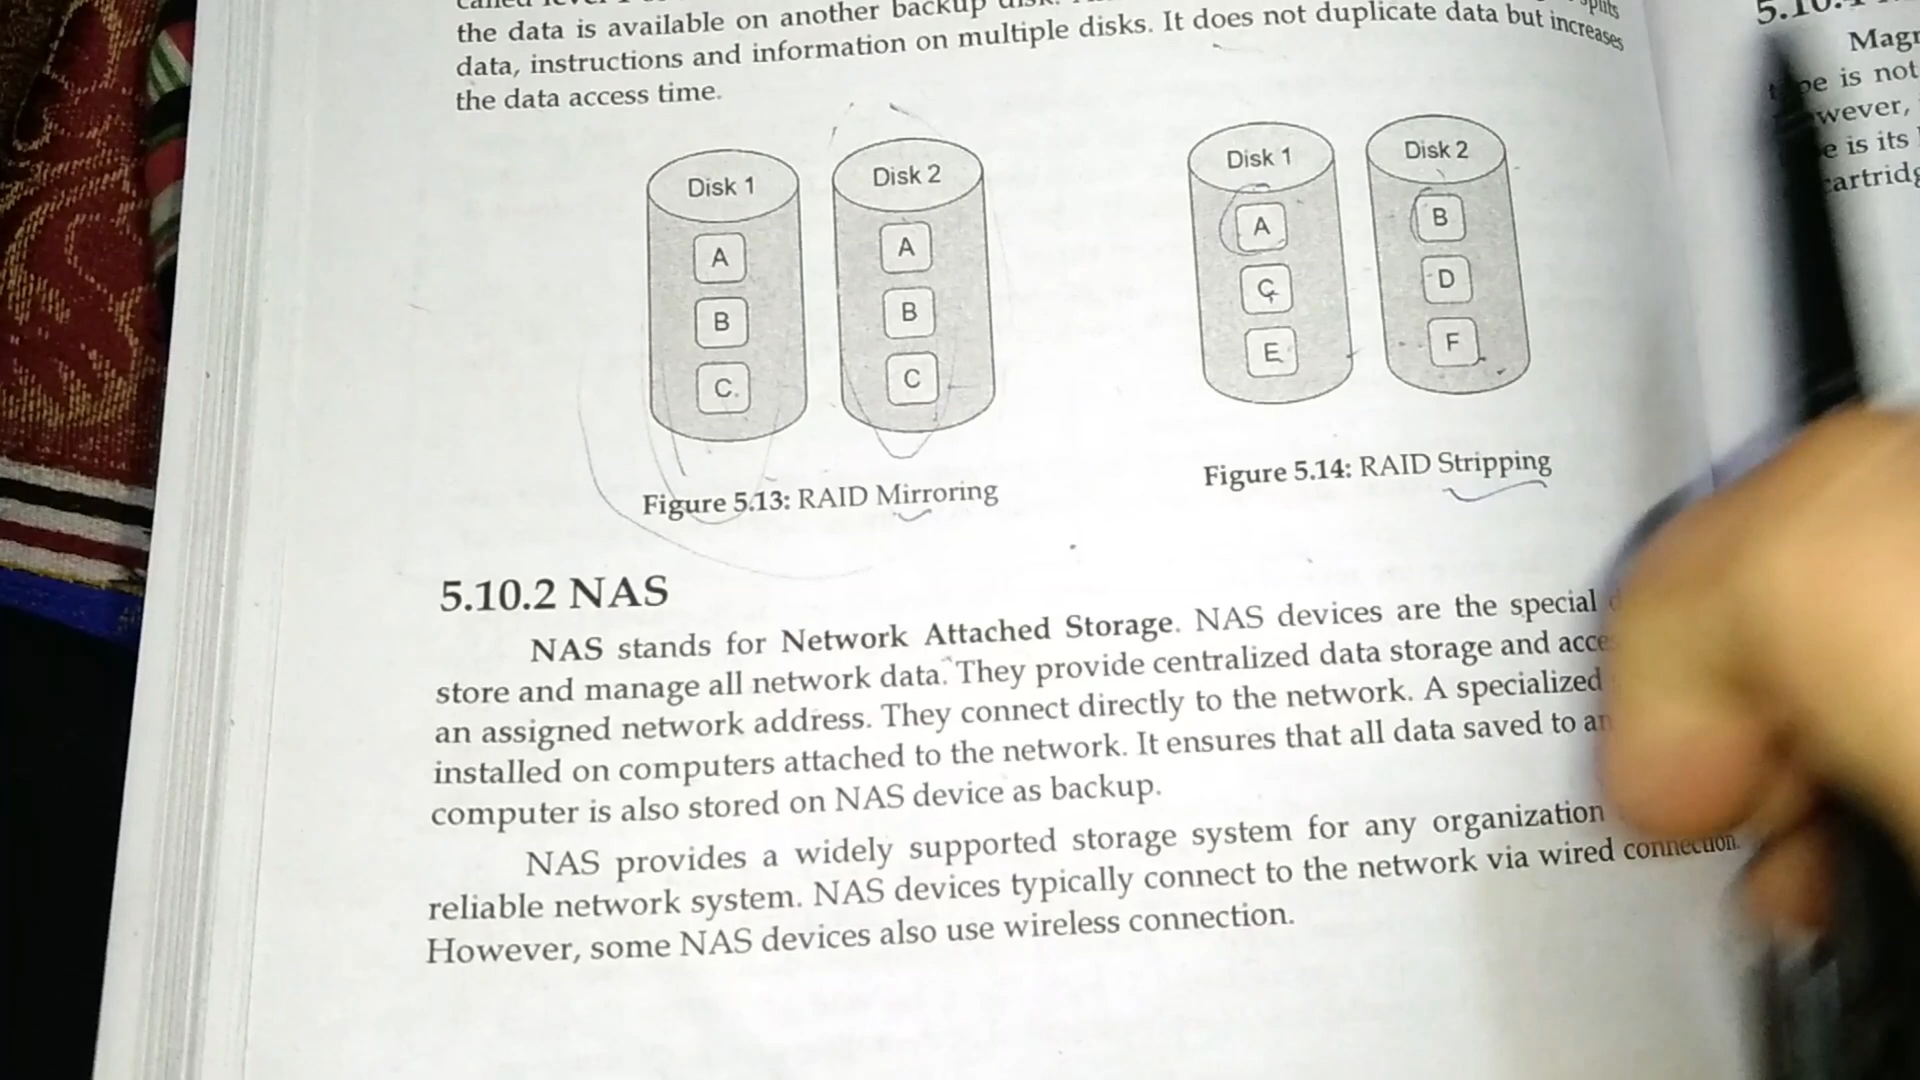 the data is available on another backup
data, instructions and information on multiple disks. It does not duplicate data but increases
the data access time.
Disk 1
A
B
C
Disk 2
A
B
C
Figure 5.13: RAID Mirroring
Disk 1
A
C
E
Disk 2
B
D
F
Figure 5.14: RAID Stripping
5.10.2 NAS
NAS stands for Network Attached Storage. NAS devices are the special
store and manage all network data. They provide centralized data storage and
an assigned network address. They connect directly to the network. A specialized
installed on computers attached to the network. It ensures that all data saved to
computer is also stored on NAS device as backup.
NAS provides a widely supported storage system for any organization
reliable network system. NAS devices typically connect to the network via wired connection.
However, some NAS devices also use wireless connection.
is not
is its